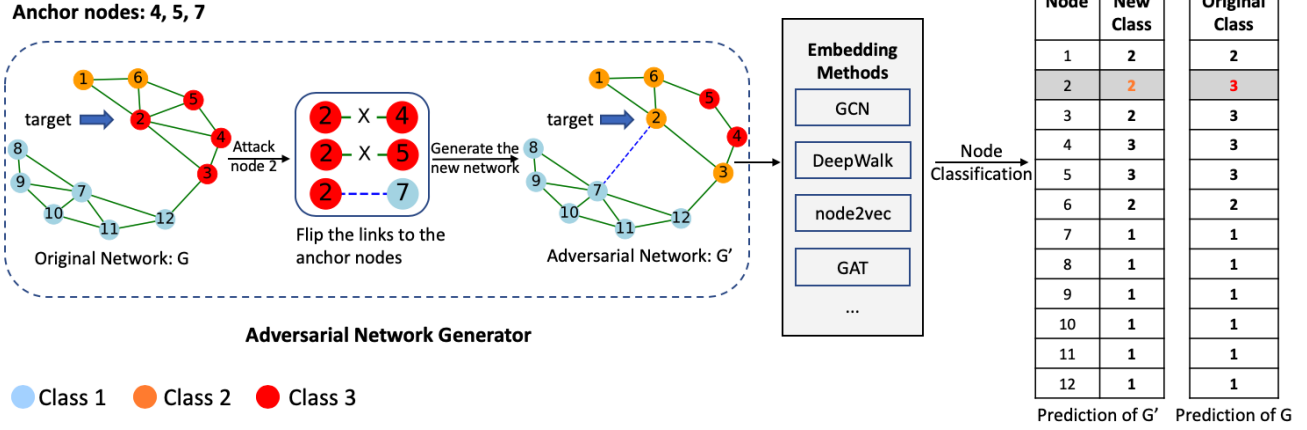 Anchor nodes: 4, 5, 7
1 6
5
target 2
4
8
3
9 7
10 12
11
Original Network: G
Attack
node 2
2 X 4
2 X 5
2 7
Flip the links to the
anchor nodes
Generate the
new network
1 6
5
target 2
4
8
3
9 7
10 12
11
Adversarial Network: G’
Adversarial Network Generator
Class 1 Class 2 Class 3
Embedding
Methods
GCN
DeepWalk
node2vec
GAT
...
Node
Classification
Node New Class Original Class
1 2 2
2 2 3
3 2 3
4 3 3
5 3 3
6 2 2
7 1 1
8 1 1
9 1 1
10 1 1
11 1 1
12 1 1
Prediction of G’ Prediction of G